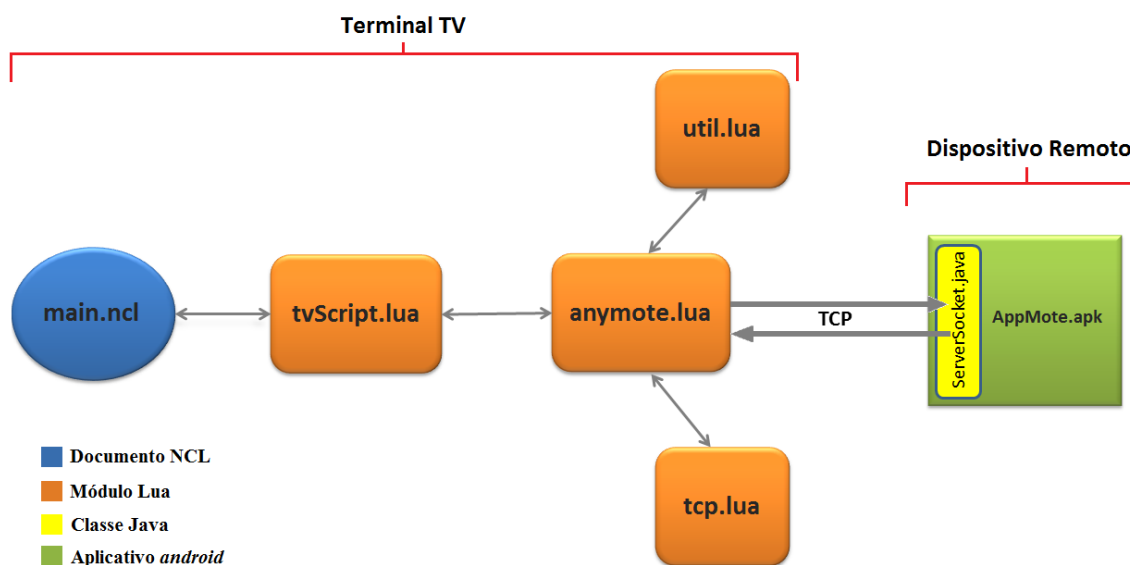 Terminal TV
util.lua
Dispositivo Remoto
main.ncl
tvScript.lua
anymote.lua
TCP
ServerSocket.java
AppMote.apk
tcp.lua
Documento NCL
Módulo Lua
Classe Java
Aplicativo android